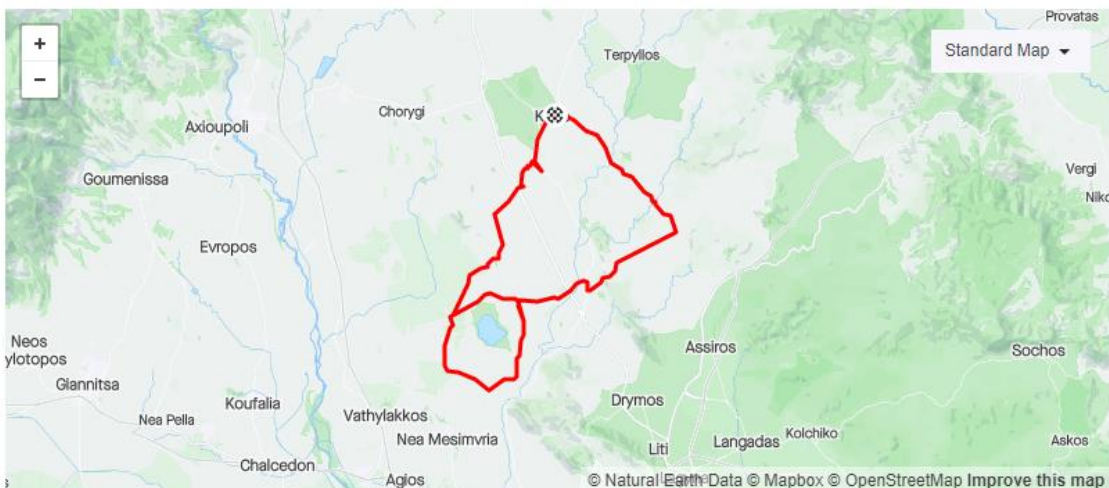 Provatas
+
Standard Map
−
Terpyllos
Chorygi
K
Axioupoli
Vergi
Goumenissa
Niko
Evropos
Neos
ylotopos
Assiros
Sochos
Giannitsa
Koufalia
Drymos
Nea Pella
Vathylakkos
Kolchiko
Nea Mesimvria
Liti
Langadas
Askos
Chalcedon
Agios
© Natural Earth Data © Mapbox © OpenStreetMap Improve this map